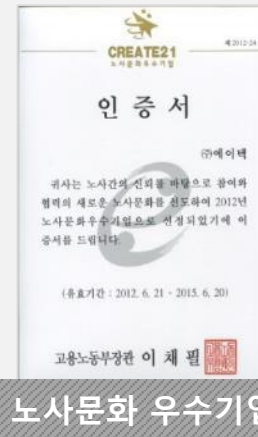 제2012-24
CREATE21
노사문화우수기업
인 증 서
㈜에이텍
귀사는 노사간의 신뢰를 바탕으로 참여와
협력의 새로운 노사문화를 선도하여 2012년
노사문화우수기업으로 선정되었기에 이
증서를 드립니다.
(유효기간 : 2012. 6. 21 - 2015. 6. 20)
고용노동부장관 이 채 필
노사문화 우수기업